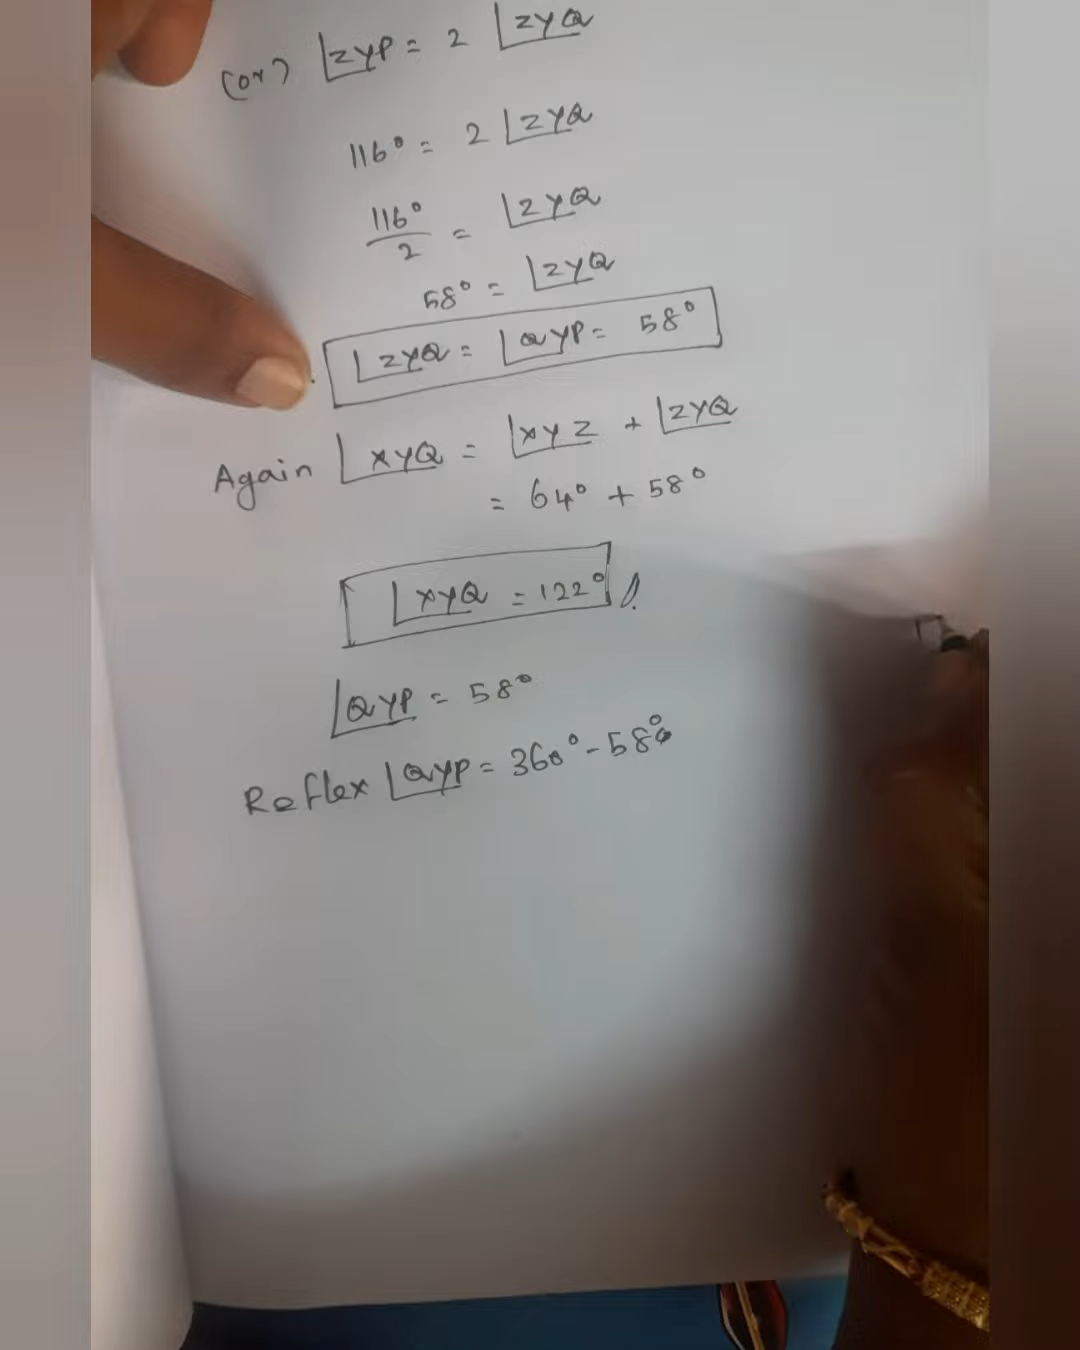 (or) ∠ZYP = 2 ∠ZYQ
116° = 2 ∠ZYQ
116°/2 = ∠ZYQ
58° = ∠ZYQ
∠ZYQ = ∠QYP = 58°
Again ∠XYQ = ∠XYZ + ∠ZYQ
= 64° + 58°
∠XYQ = 122°
∠QYP = 58°
Reflex ∠QYP = 360° - 58°